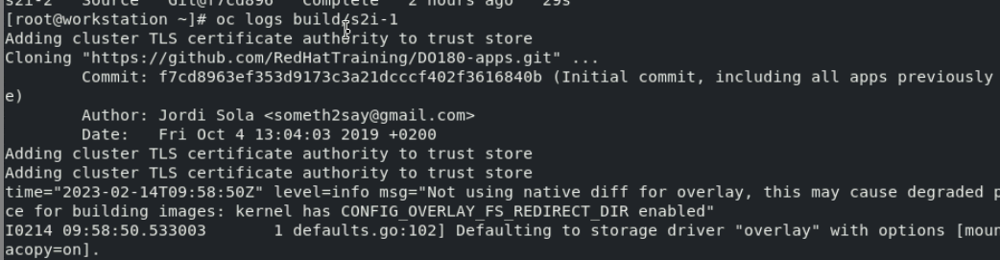 s2i-2   Source   Git@f7cd896   Complete   2 hours ago   29s
[root@workstation ~]# oc logs build/s2i-1
Adding cluster TLS certificate authority to trust store
Cloning "https://github.com/RedHatTraining/DO180-apps.git" ...
        Commit: f7cd8963ef353d9173c3a21dcccf402f3616840b (Initial commit, including all apps previously
e)
        Author: Jordi Sola <someth2say@gmail.com>
        Date:   Fri Oct 4 13:04:03 2019 +0200
Adding cluster TLS certificate authority to trust store
Adding cluster TLS certificate authority to trust store
time="2023-02-14T09:58:50Z" level=info msg="Not using native diff for overlay, this may cause degraded p
ce for building images: kernel has CONFIG_OVERLAY_FS_REDIRECT_DIR enabled"
I0214 09:58:50.533003       1 defaults.go:102] Defaulting to storage driver "overlay" with options [moun
acopy=on].